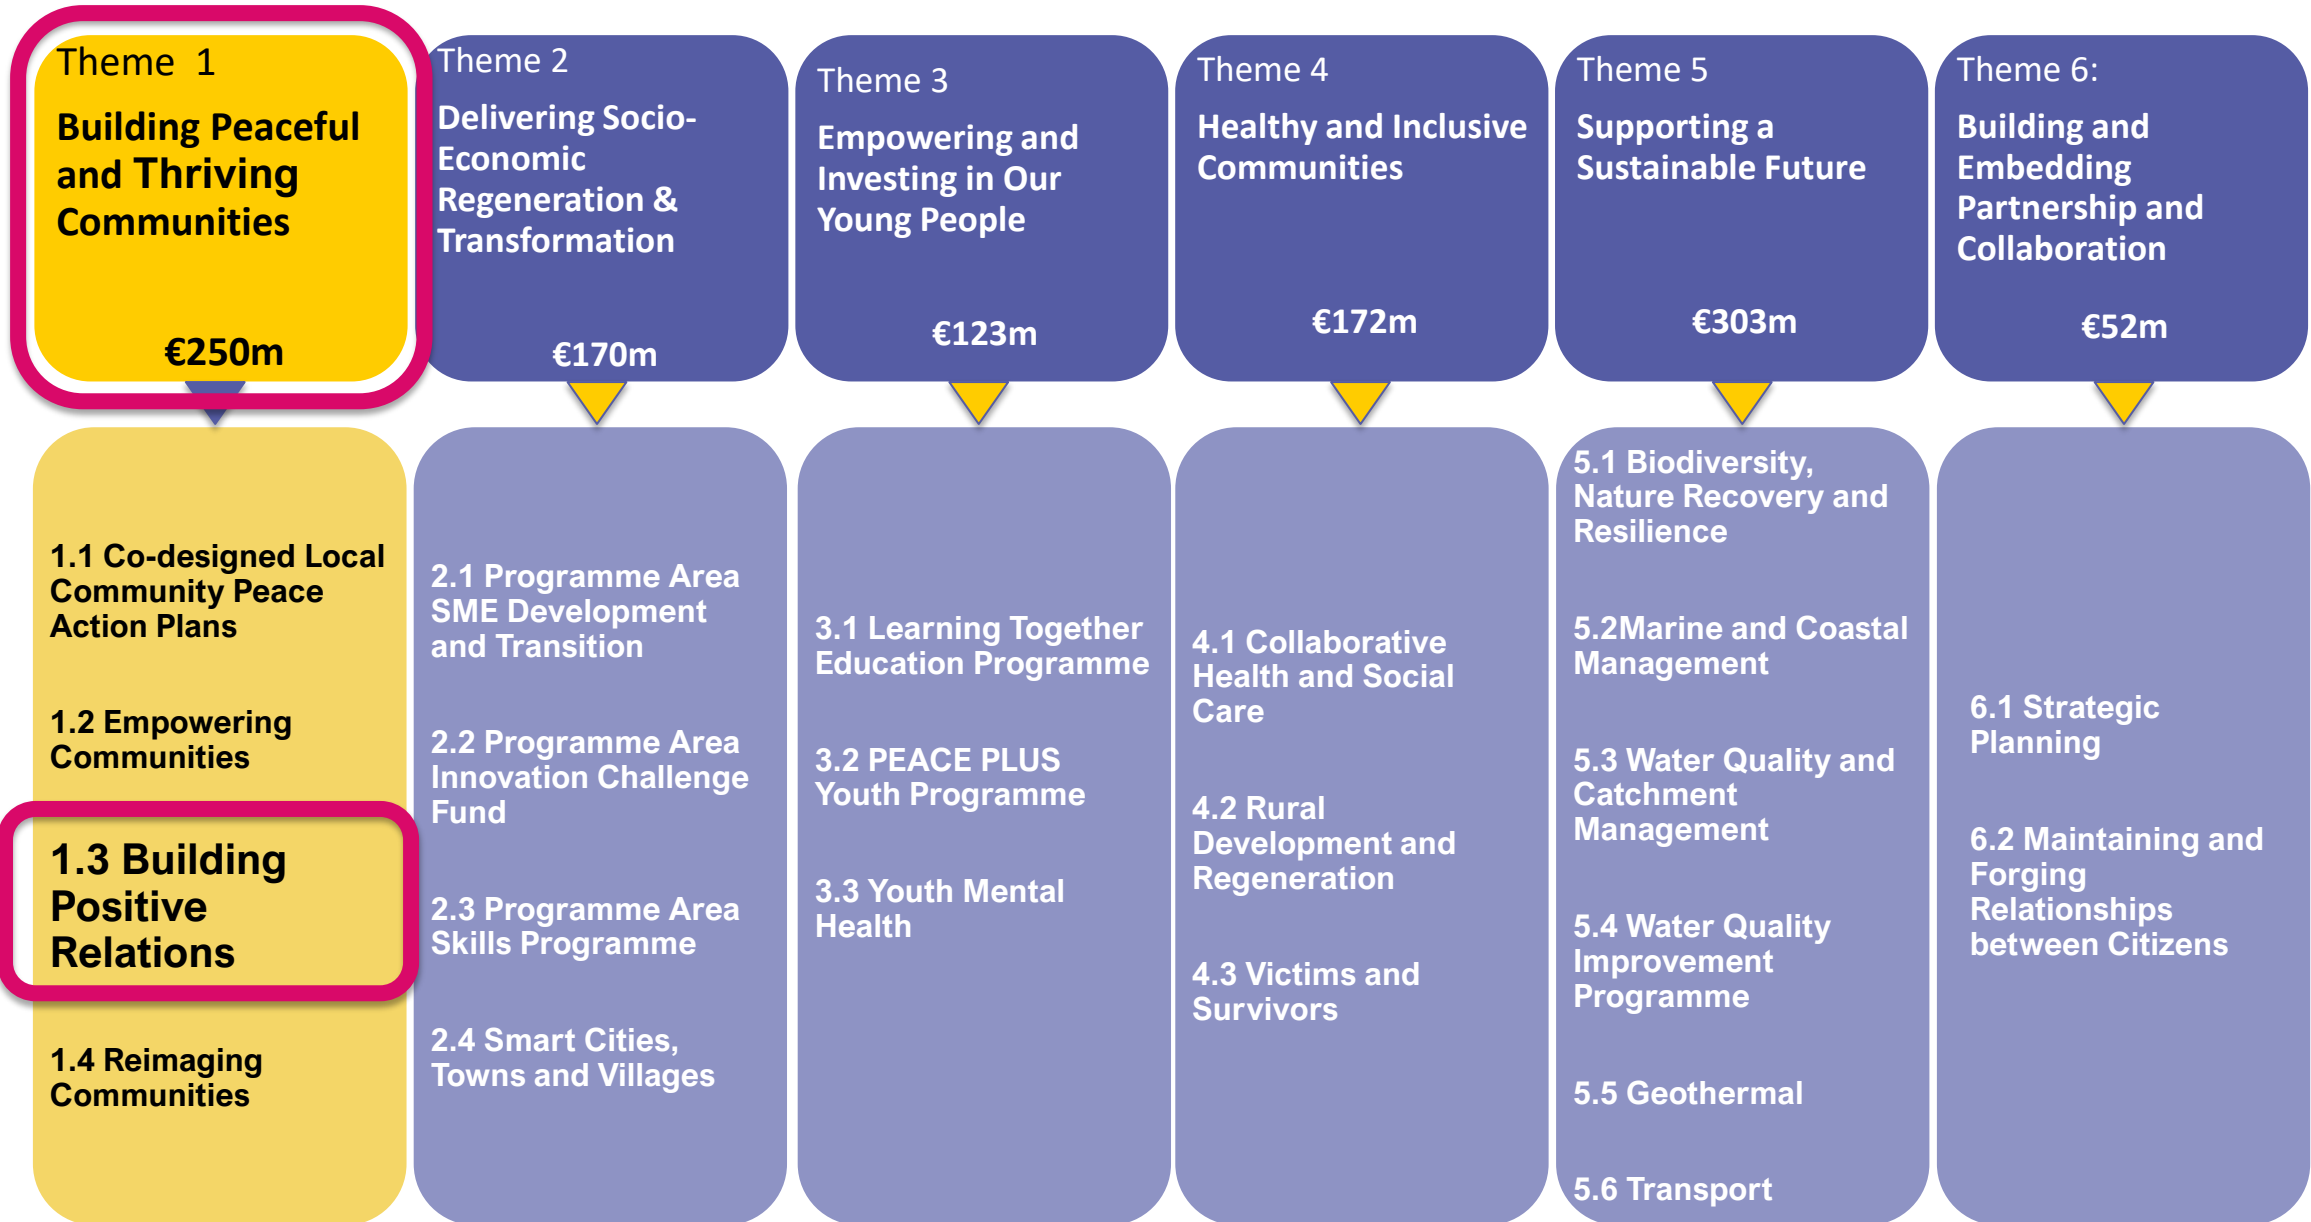 Theme 1
Building Peaceful
and Thriving
Communities
€250m
Theme 2
Delivering Socio-
Economic
Regeneration &
Transformation
€170m
Theme 3
Empowering and
Investing in Our
Young People
€123m
Theme 4
Healthy and Inclusive
Communities
€172m
Theme 5
Supporting a
Sustainable Future
€303m
Theme 6:
Building and
Embedding
Partnership and
Collaboration
€52m
1.1 Co-designed Local
Community Peace
Action Plans
1.2 Empowering
Communities
1.3 Building
Positive
Relations
1.4 Reimaging
Communities
2.1 Programme Area
SME Development
and Transition
2.2 Programme Area
Innovation Challenge
Fund
2.3 Programme Area
Skills Programme
2.4 Smart Cities,
Towns and Villages
3.1 Learning Together
Education Programme
3.2 PEACE PLUS
Youth Programme
3.3 Youth Mental
Health
4.1 Collaborative
Health and Social
Care
4.2 Rural
Development and
Regeneration
4.3 Victims and
Survivors
5.1 Biodiversity,
Nature Recovery and
Resilience
5.2Marine and Coastal
Management
5.3 Water Quality and
Catchment
Management
5.4 Water Quality
Improvement
Programme
5.5 Geothermal
5.6 Transport
6.1 Strategic
Planning
6.2 Maintaining and
Forging
Relationships
between Citizens